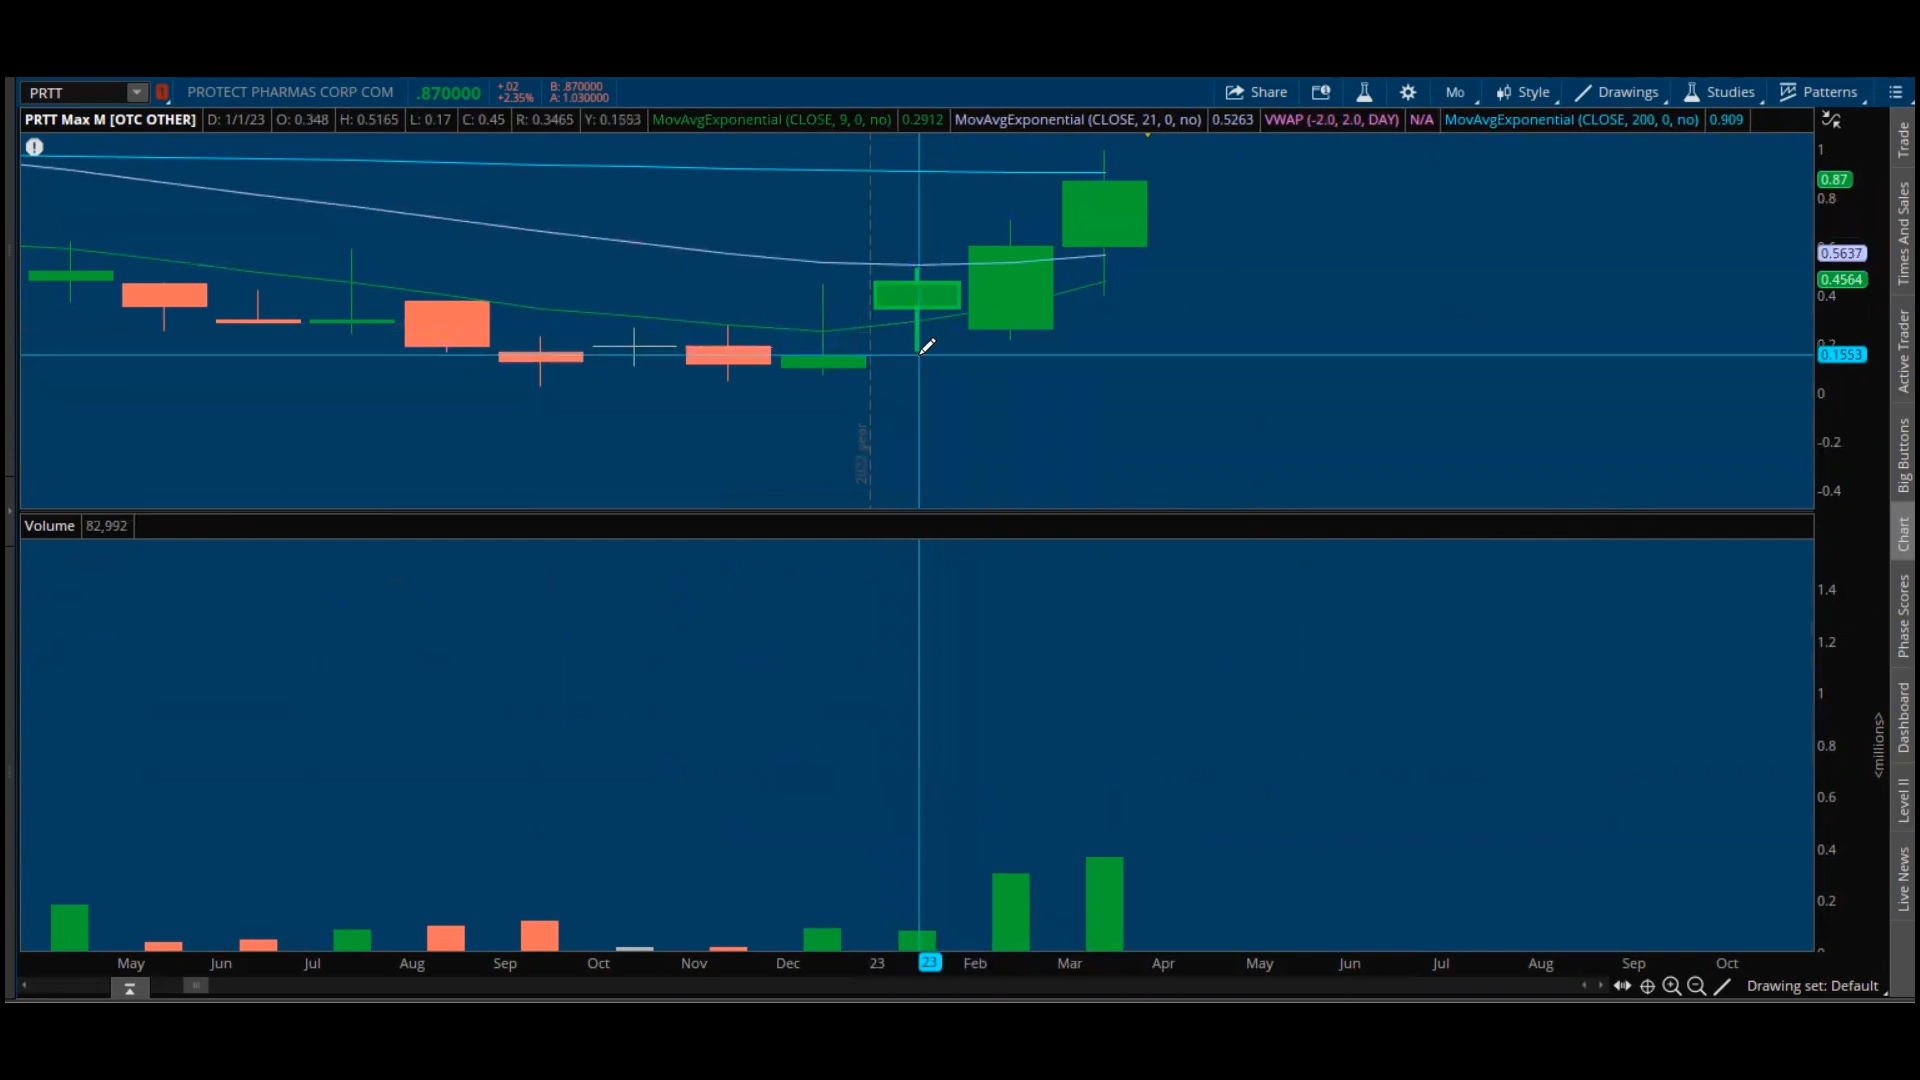 PRTT 1 PROTECT PHARMAS CORP COM .870000 +.02 +2.35% B: .870000 A: 1.030000 Share Mo Style Drawings Studies Patterns
PRTT Max M [OTC OTHER] D: 1/1/23 O: 0.348 H: 0.5165 L: 0.17 C: 0.45 R: 0.3465 Y: 0.1553 MovAvgExponential (CLOSE, 9, 0, no) 0.2912 MovAvgExponential (CLOSE, 21, 0, no) 0.5263 VWAP (-2.0, 2.0, DAY) N/A MovAvgExponential (CLOSE, 200, 0, no) 0.909
1
0.87
0.8
0.5637
0.4564
0.4
0.2
0.1553
0
-0.2
-0.4
2022 year
Volume 82,992
1.4
1.2
1
0.8
0.6
0.4
0.2
0
<millions>
May Jun Jul Aug Sep Oct Nov Dec 23 23 Feb Mar Apr May Jun Jul Aug Sep Oct
Drawing set: Default
Trade
Times And Sales
Active Trader
Big Buttons
Chart
Phase Scores
Dashboard
Level II
Live News